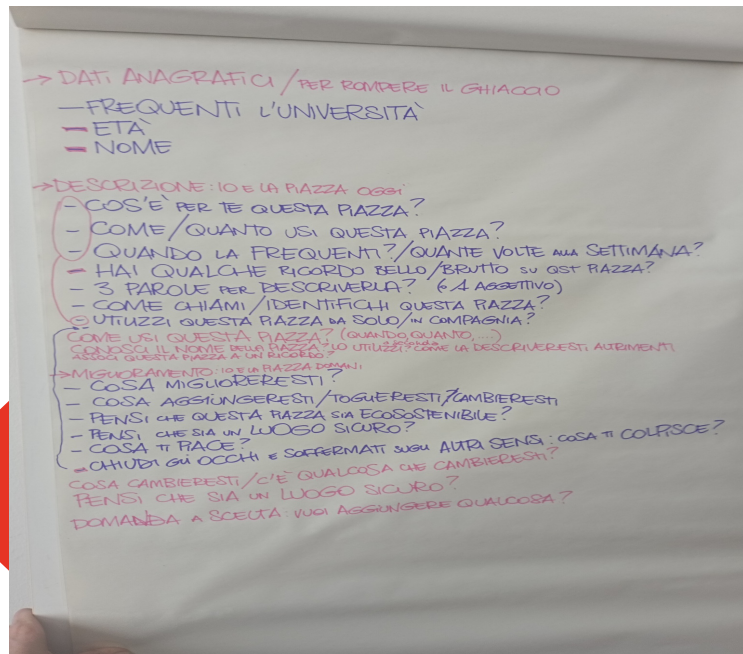 → DATI ANAGRAFICI / PER ROMPERE IL GHIACCIO
— FREQUENTI L'UNIVERSITÀ
— ETÀ
— NOME
→ DESCRIZIONE: IO E LA PIAZZA OGGI
- COS'È PER TE QUESTA PIAZZA?
- COME/QUANTO USI QUESTA PIAZZA?
- QUANDO LA FREQUENTI?/QUANTE VOLTE ALLA SETTIMANA?
- HAI QUALCHE RICORDO BELLO/BRUTTO SU QST PIAZZA?
- 3 PAROLE PER DESCRIVERLA? (O 1 AGGETTIVO)
- COME CHIAMI/IDENTIFICHI QUESTA PIAZZA?
- UTILIZZI QUESTA PIAZZA DA SOLO/IN COMPAGNIA?
COME USI QUESTA PIAZZA? (QUANDO, QUANTO, ...)
CONOSCI IL NOME DELLA PIAZZA? LO UTILIZZI? COME LA DESCRIVERESTI ALTRIMENTI
ASSOCI QUESTA PIAZZA A UN RICORDO?
→ MIGLIORAMENTO: IO E LA PIAZZA DOMANI
- COSA MIGLIORERESTI?
- COSA AGGIUNGERESTI/TOGLIERESTI/CAMBIERESTI
- PENSI CHE QUESTA PIAZZA SIA ECOSOSTENIBILE?
- PENSI CHE SIA UN LUOGO SICURO?
- COSA TI PIACE?
- CHIUDI GLI OCCHI E SOFFERMATI SUGLI ALTRI SENSI: COSA TI COLPISCE?
COSA CAMBIERESTI/C'È QUALCOSA CHE CAMBIERESTI?
PENSI CHE SIA UN LUOGO SICURO?
DOMANDA A SCELTA: VUOI AGGIUNGERE QUALCOSA?